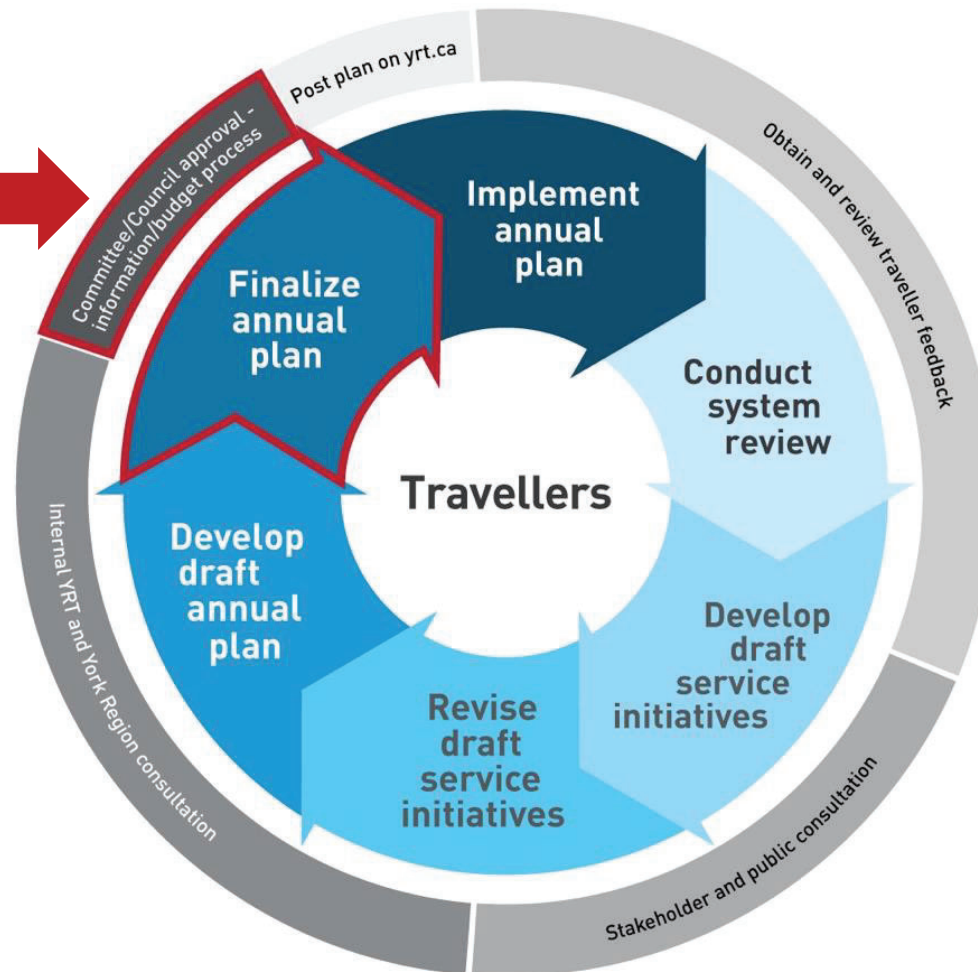 Post plan on yrt.ca
Obtain and review traveller feedback
Committee/Council approval -
information/budget process
Implement
annual
plan
Finalize
annual
plan
Conduct
system
review
Travellers
Develop
draft
annual
plan
Develop
draft
service
initiatives
Revise
draft
service
initiatives
Internal YRT and York Region consultation
Stakeholder and public consultation